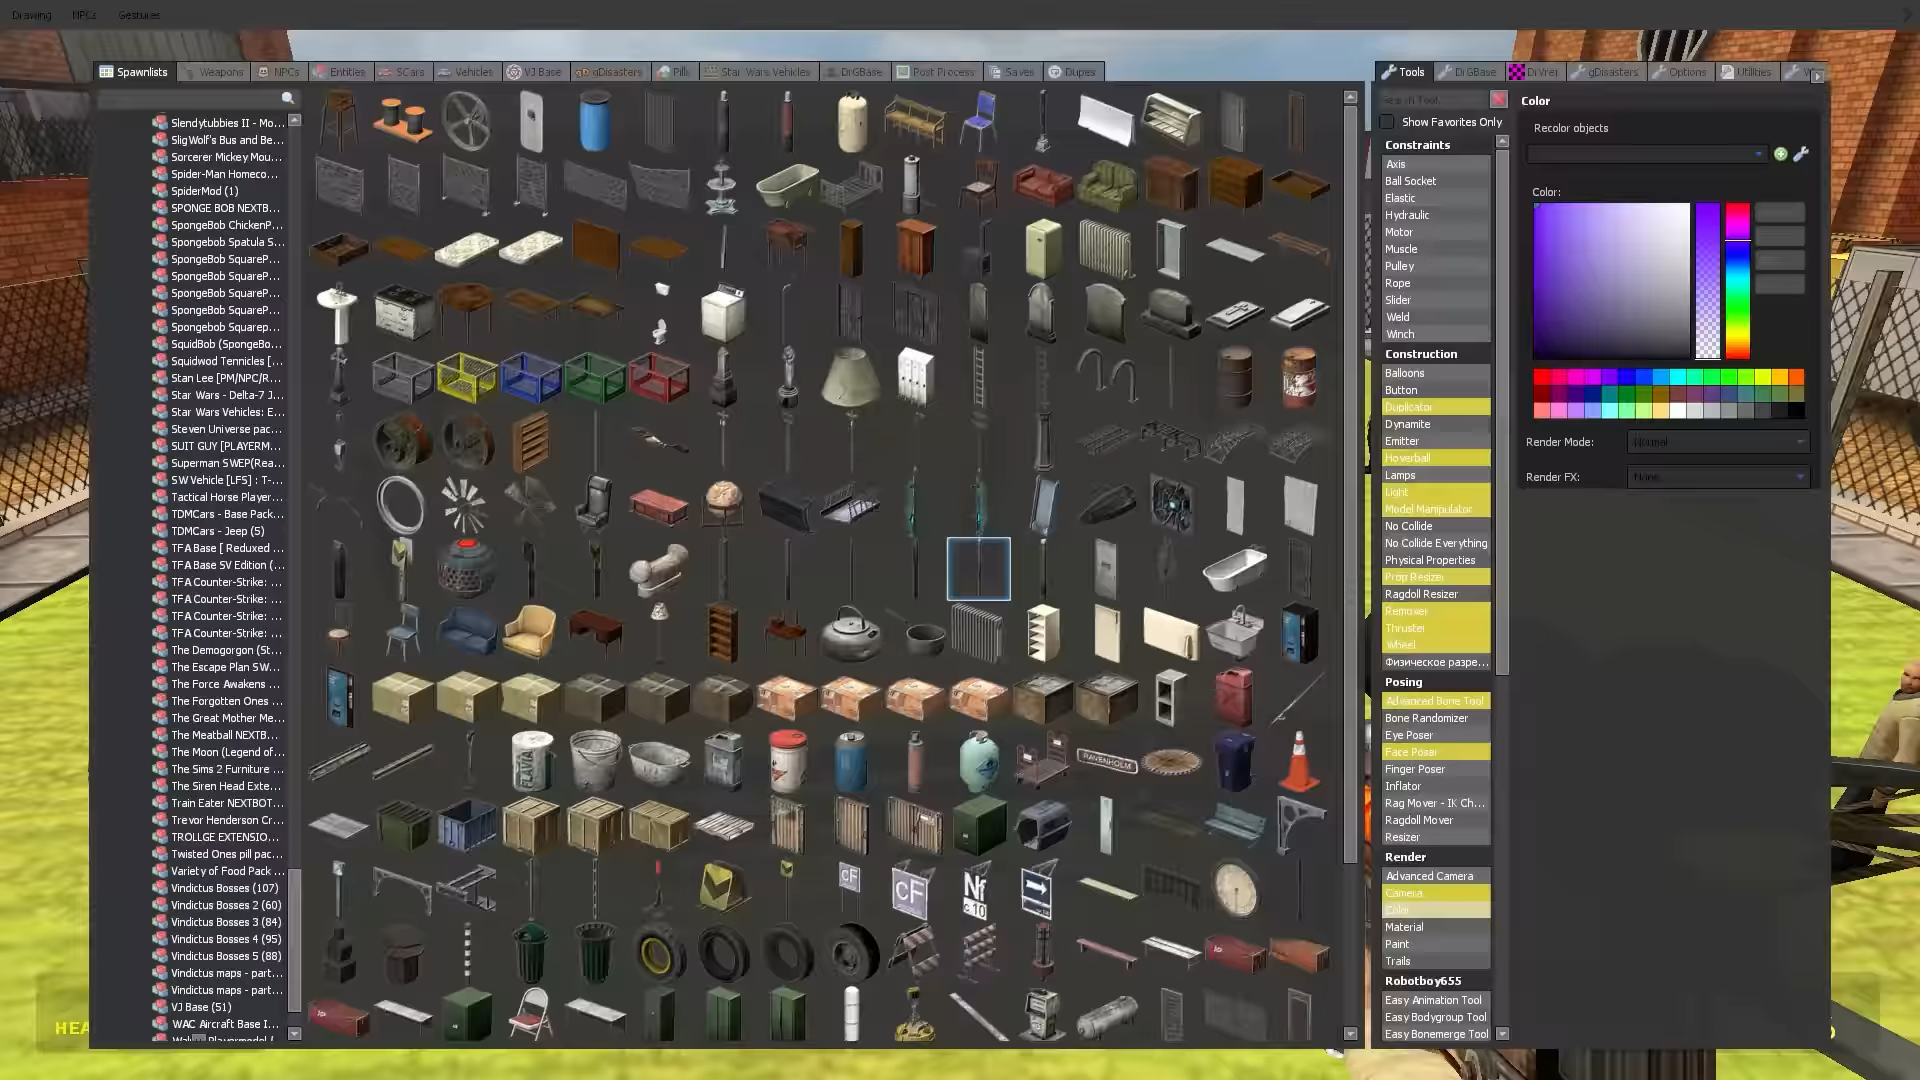 Drawing NPCs Gestures
Spawnlists Weapons NPCs Entities SCars Vehicles VJ Base gDisasters Pills Star Wars Vehicles DrGBase Post Process Saves Dupes
Slendytubbies II - Mo...
SligWolf's Bus and Be...
Sorcerer Mickey Mou...
Spider-Man Homeco...
SpiderMod (1)
SPONGE BOB NEXTB...
SpongeBob ChickenP...
Spongebob Spatula S...
SpongeBob SquareP...
SpongeBob SquareP...
SpongeBob SquareP...
SpongeBob SquareP...
Spongebob Squarep...
SquidBob (SpongeBo...
Squidwod Tennicles [...
Stan Lee [PM/NPC/R...
Star Wars - Delta-7 J...
Star Wars Vehicles: E...
Steven Universe pac...
SUIT GUY [PLAYERM...
Superman SWEP(Rea...
SW Vehicle [LFS] : T-...
Tactical Horse Player...
TDMCars - Base Pack...
TDMCars - Jeep (5)
TFA Base [ Reduxed ...
TFA Base SV Edition (...
TFA Counter-Strike: ...
TFA Counter-Strike: ...
TFA Counter-Strike: ...
TFA Counter-Strike: ...
The Demogorgon (St...
The Escape Plan SW...
The Force Awakens ...
The Forgotten Ones ...
The Great Mother Me...
The Meatball NEXTB...
The Moon (Legend of...
The Sims 2 Furniture ...
The Siren Head Exte...
Train Eater NEXTBOT...
Trevor Henderson Cr...
TROLLGE EXTENSIO...
Twisted Ones pill pac...
Variety of Food Pack ...
Vindictus Bosses (107)
Vindictus Bosses 2 (60)
Vindictus Bosses 3 (84)
Vindictus Bosses 4 (95)
Vindictus Bosses 5 (88)
Vindictus maps - part...
Vindictus maps - part...
VJ Base (51)
WAC Aircraft Base I...
HEA
RAVENHOLM
cF
cF
Nf
c 10
Tools DrGBase DrVrej gDisasters Options Utilities
Search Tool...
Show Favorites Only
Constraints
Axis
Ball Socket
Elastic
Hydraulic
Motor
Muscle
Pulley
Rope
Slider
Weld
Winch
Construction
Balloons
Button
Duplicator
Dynamite
Emitter
Hoverball
Lamps
Light
Model Manipulator
No Collide
No Collide Everything
Physical Properties
Prop Resizer
Ragdoll Resizer
Remover
Thruster
Wheel
Физическое разре...
Posing
Advanced Bone Tool
Bone Randomizer
Eye Poser
Face Poser
Finger Poser
Inflator
Rag Mover - IK Ch...
Ragdoll Mover
Resizer
Render
Advanced Camera
Camera
Color
Material
Paint
Trails
Robotboy655
Easy Animation Tool
Easy Bodygroup Tool
Easy Bonemerge Tool
Color
Recolor objects
Color:
Render Mode: Normal
Render FX: None